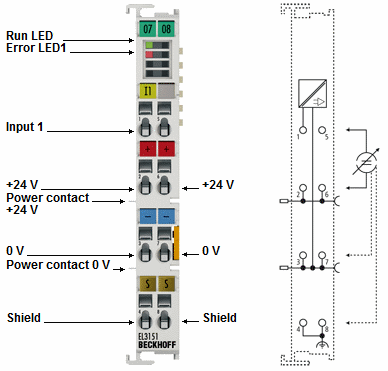 07 08
Run LED
Error LED1
I1
Input 1
+ +
+24 V
+24 V
Power contact
+24 V
− −
0 V
0 V
Power contact 0 V
S S
Shield
Shield
EL3151
BECKHOFF
1 5
2 6
3 7
4 8